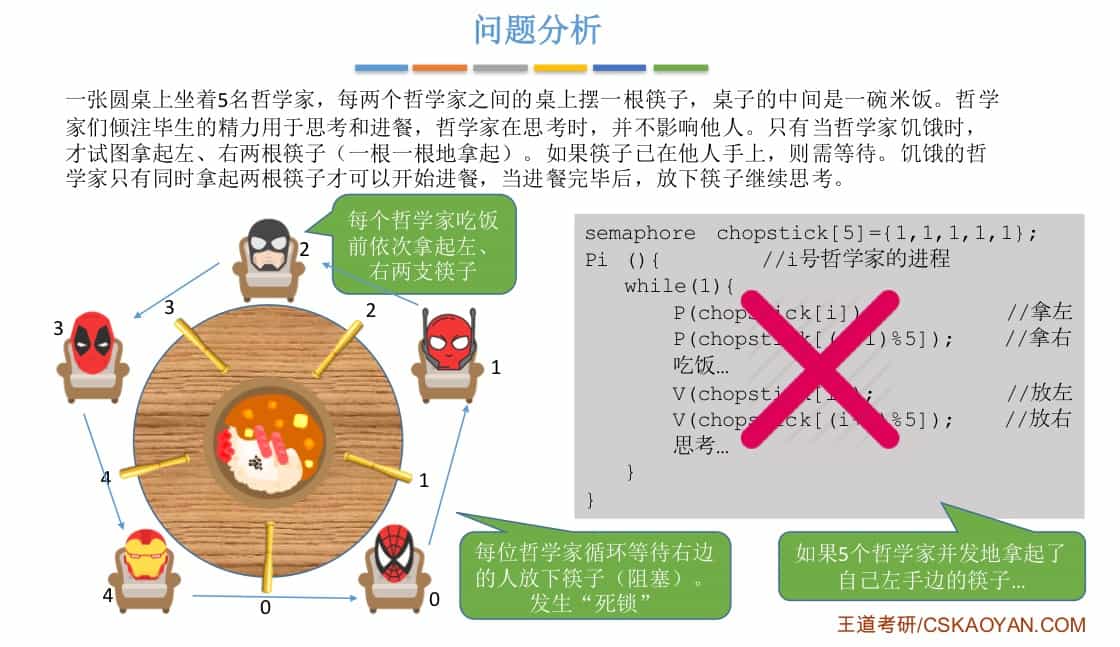 问题分析
一张圆桌上坐着5名哲学家，每两个哲学家之间的桌上摆一根筷子，桌子的中间是一碗米饭。哲学
家们倾注毕生的精力用于思考和进餐，哲学家在思考时，并不影响他人。只有当哲学家饥饿时，
才试图拿起左、右两根筷子（一根一根地拿起）。如果筷子已在他人手上，则需等待。饥饿的哲
学家只有同时拿起两根筷子才可以开始进餐，当进餐完毕后，放下筷子继续思考。
每个哲学家吃饭
前依次拿起左、
右两支筷子
2
3
2
3
1
4
1
4
0
0
每位哲学家循环等待右边
的人放下筷子（阻塞）。
发生“死锁”
semaphore chopstick[5]={1,1,1,1,1};
Pi (){ //i号哲学家的进程
while(1){
P(chopstick[i]) //拿左
P(chopstick[( 1)%5]); //拿右
吃饭…
V(chopstick[i]); //放左
V(chopstick[(i+ %5]); //放右
思考…
}
}
如果5个哲学家并发地拿起了
自己左手边的筷子…
王道考研/CSKAOYAN.COM